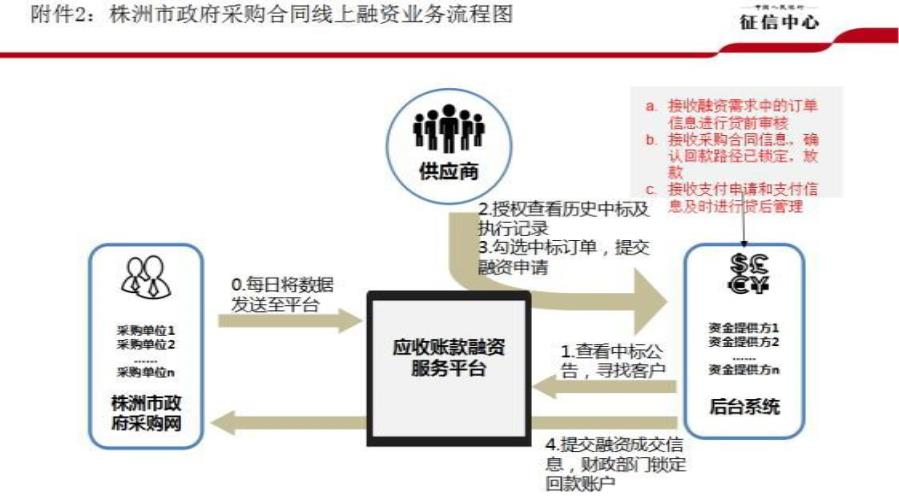 附件2：株洲市政府采购合同线上融资业务流程图
中国人民银行
征信中心
a. 接收融资需求中的订单
信息进行贷前审核
b. 接收采购合同信息，确
认回款路径已锁定，放
款
c. 接收支付申请和支付信
息及时进行贷后管理
供应商
2.授权查看历史中标及
执行记录
3.勾选中标订单，提交
融资申请
0.每日将数据
发送至平台
采购单位1
采购单位2
……
采购单位n
株洲市政
府采购网
应收账款融资
服务平台
1.查看中标公
告，寻找客户
$£
€¥
资金提供方1
资金提供方2
……
资金提供方n
后台系统
4.提交融资成交信
息，财政部门锁定
回款账户